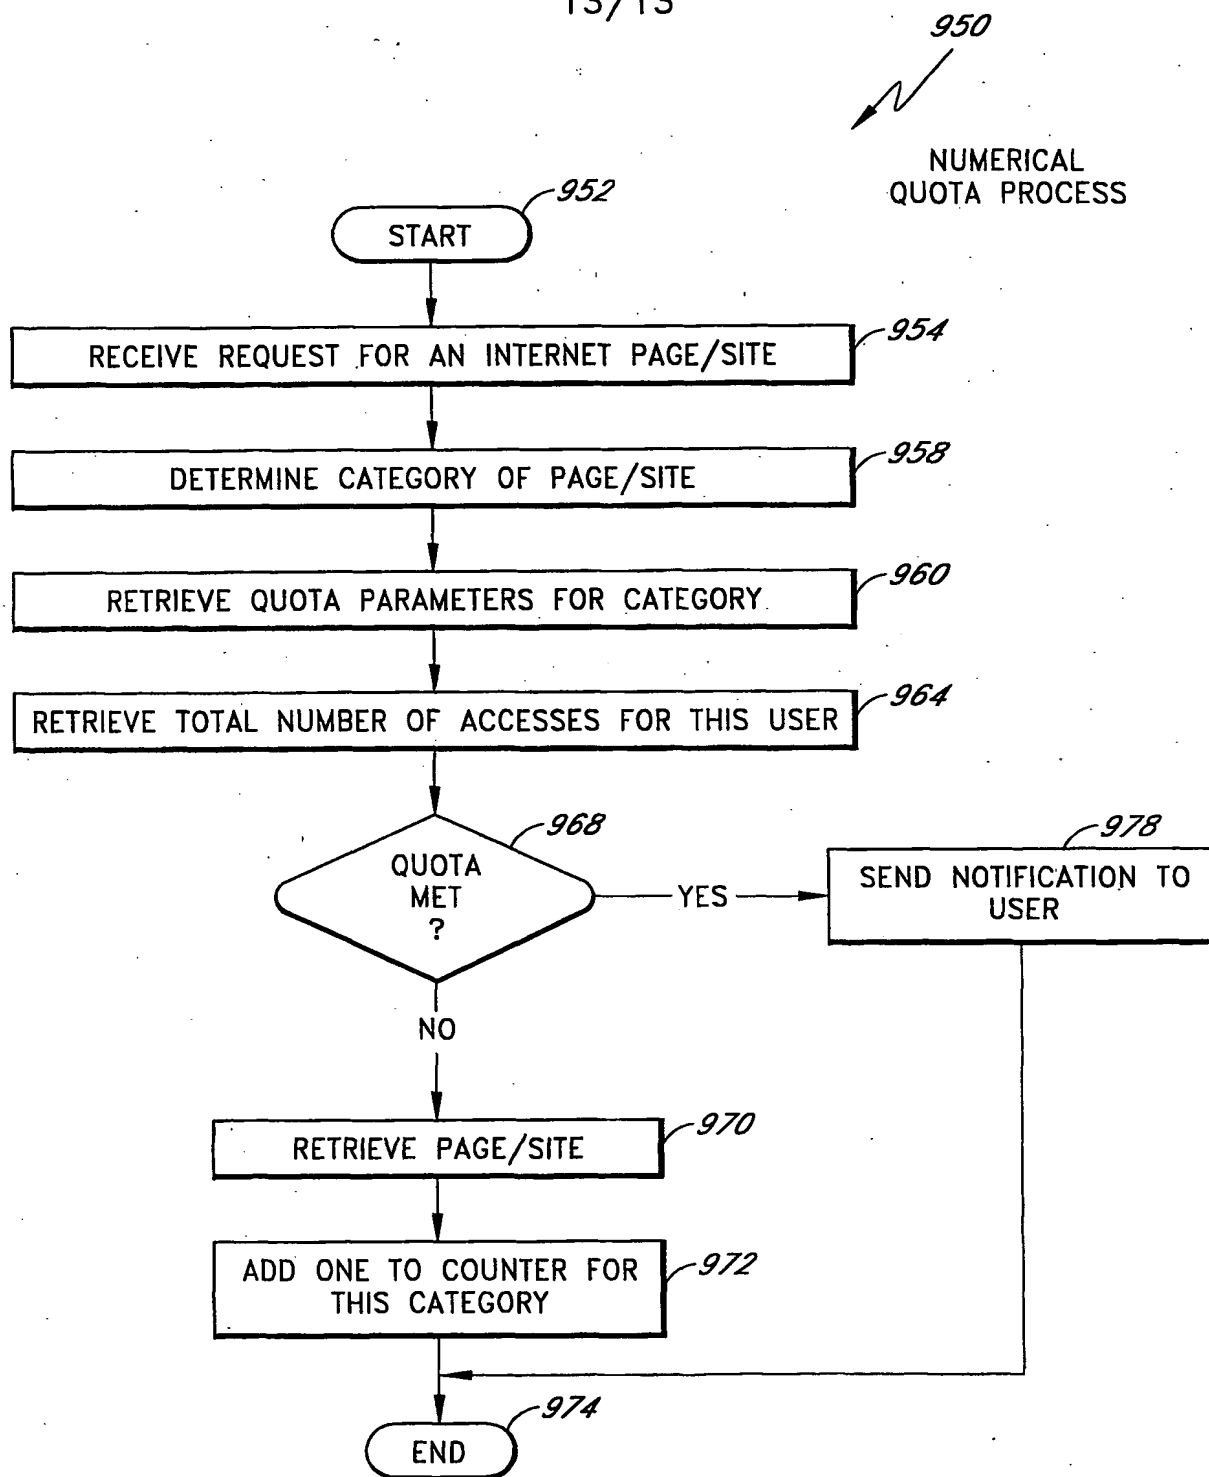 13/13
950
NUMERICAL
QUOTA PROCESS
952
START
954
RECEIVE REQUEST FOR AN INTERNET PAGE/SITE
958
DETERMINE CATEGORY OF PAGE/SITE
960
RETRIEVE QUOTA PARAMETERS FOR CATEGORY
964
RETRIEVE TOTAL NUMBER OF ACCESSES FOR THIS USER
968
QUOTA
MET
?
YES
978
SEND NOTIFICATION TO
USER
NO
970
RETRIEVE PAGE/SITE
972
ADD ONE TO COUNTER FOR
THIS CATEGORY
974
END